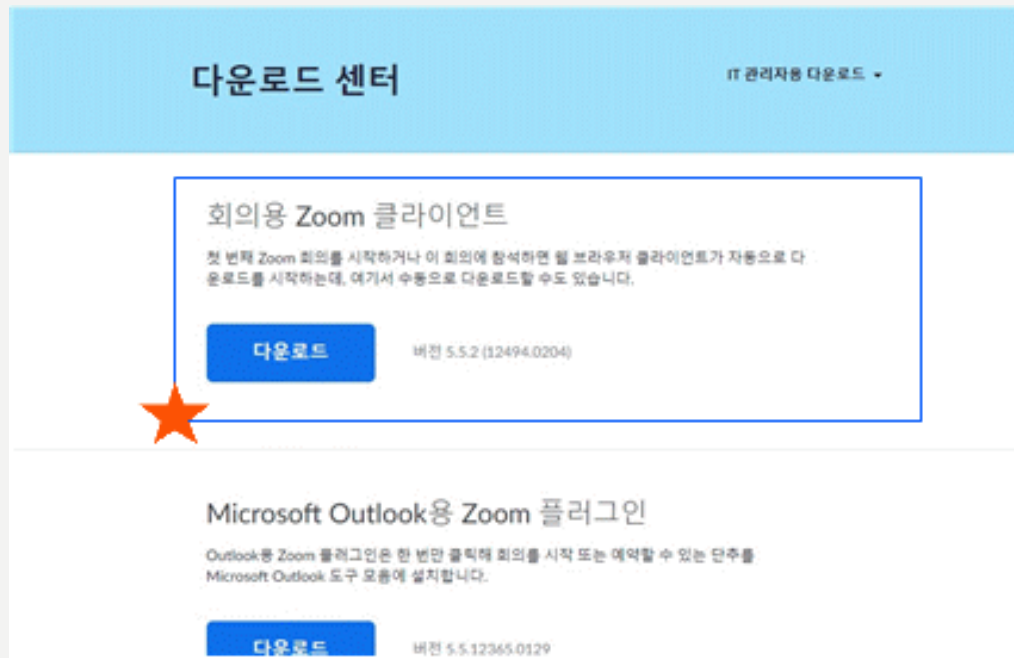 다운로드 센터
IT 관리자용 다운로드
회의용 Zoom 클라이언트
첫 번째 Zoom 회의를 시작하거나 이 회의에 참석하면 웹 브라우저 클라이언트가 자동으로 다
운로드를 시작하는데, 여기서 수동으로 다운로드할 수도 있습니다.
다운로드
버전 5.5.2 (12494.0204)
Microsoft Outlook용 Zoom 플러그인
Outlook용 Zoom 플러그인은 한 번만 클릭해 회의를 시작 또는 예약할 수 있는 단추를
Microsoft Outlook 도구 모음에 설치합니다.
다운로드
버전 5.5.12365.0129